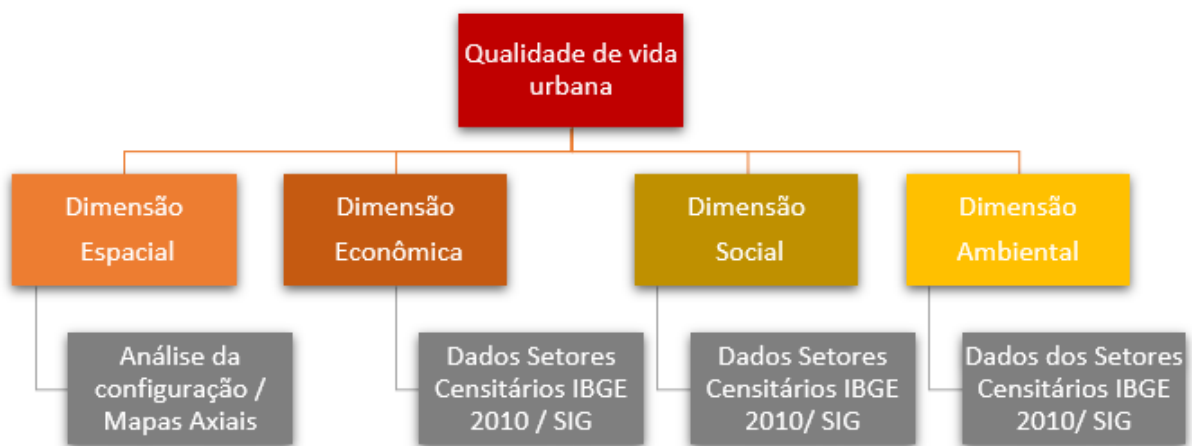 Qualidade de vida
urbana
Dimensão
Espacial
Dimensão
Econômica
Dimensão
Social
Dimensão
Ambiental
Análise da
configuração /
Mapas Axiais
Dados Setores
Censitários IBGE
2010 / SIG
Dados Setores
Censitários IBGE
2010/ SIG
Dados dos Setores
Censitários IBGE
2010/ SIG